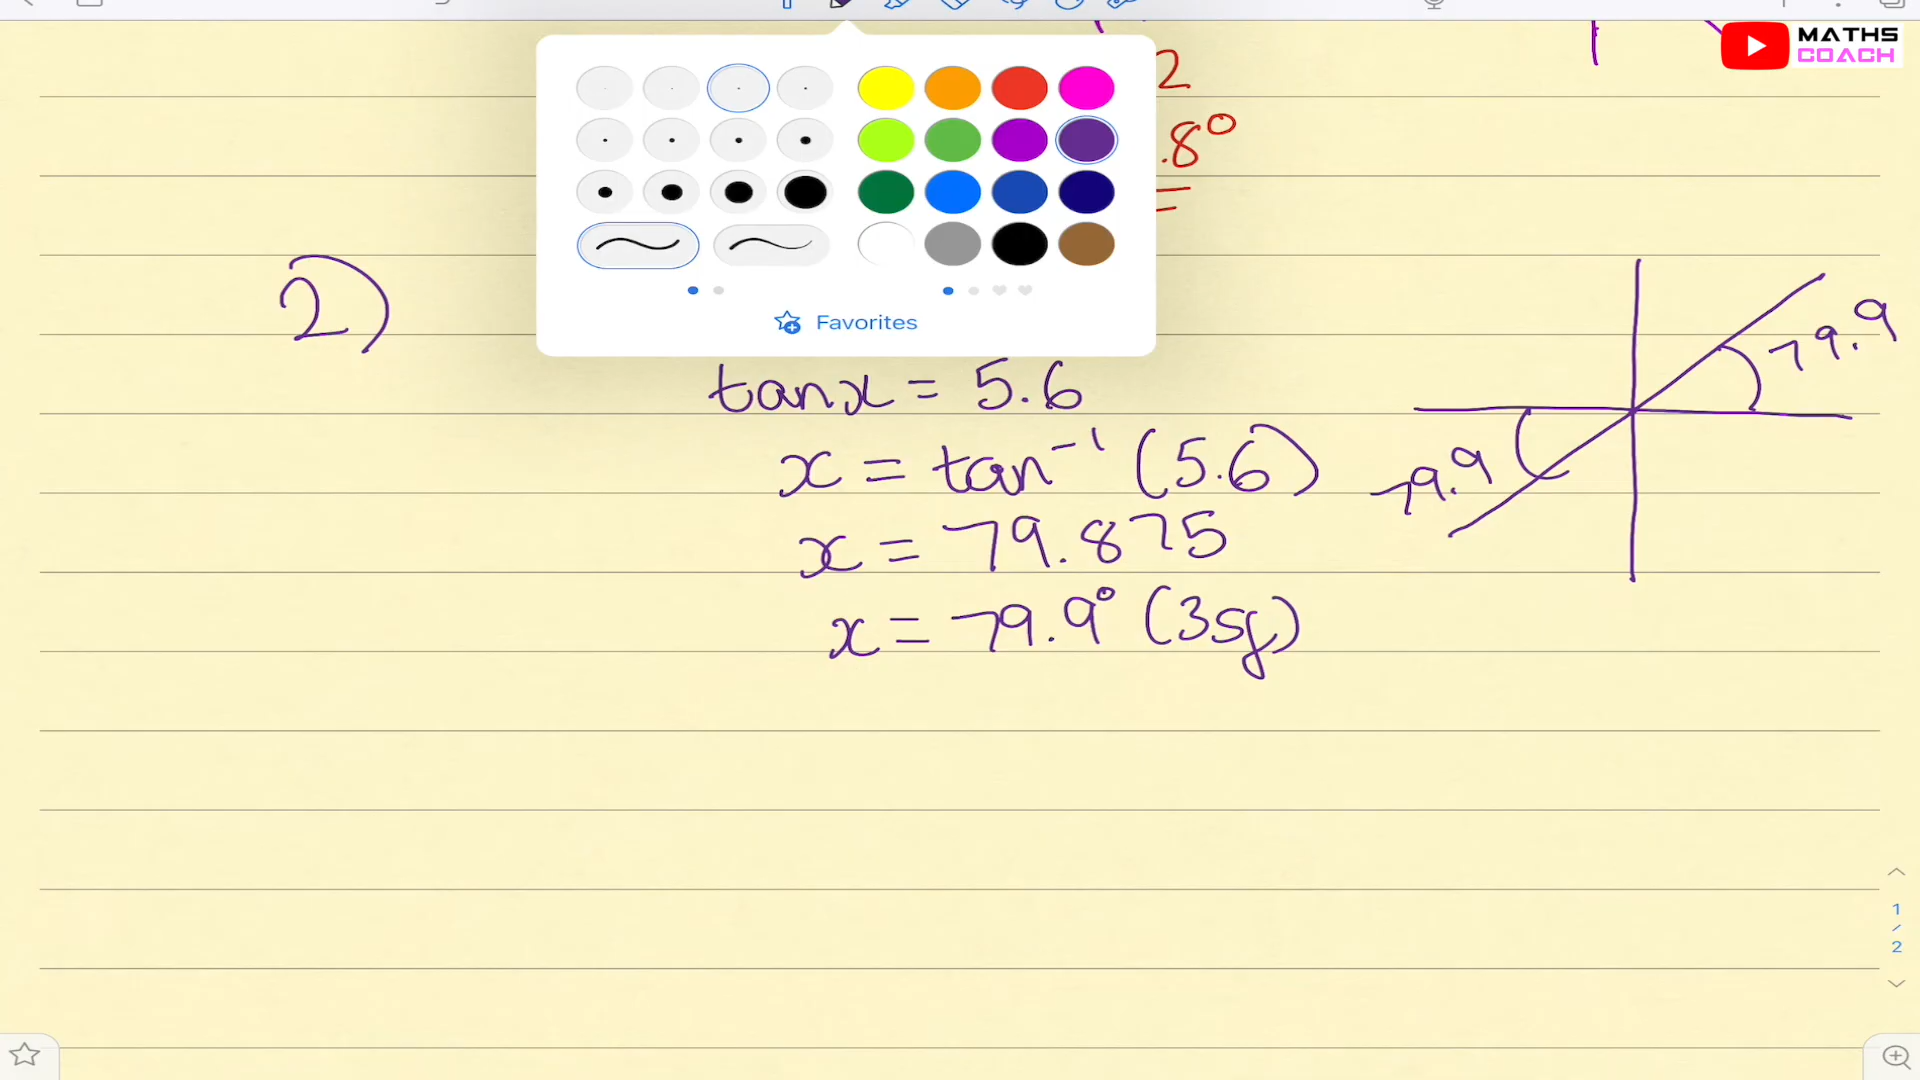 MATHS
COACH
2
.8°
=
2)
Favorites
tanx = 5.6
x = tan⁻¹ (5.6)
x = 79.875
x = 79.9° (3sf)
79.9
79.9
1
/
2